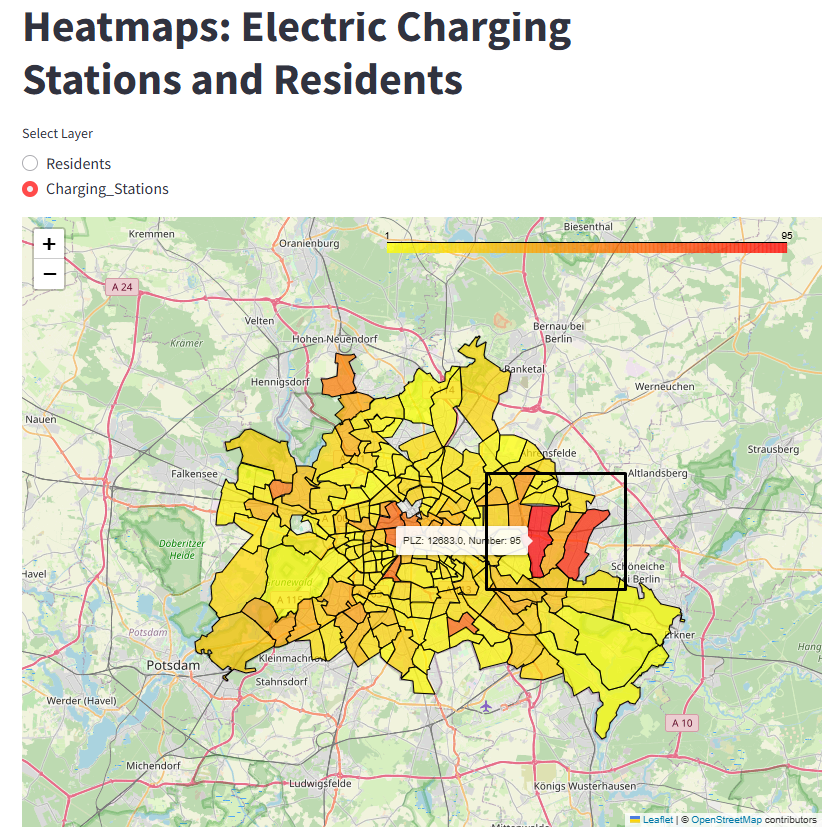 Heatmaps: Electric Charging
Stations and Residents
Select Layer
Residents
Charging_Stations
+
−
1
95
Kremmen
Oranienburg
Biesenthal
A 24
Velten
Bernau bei
Berlin
Krämer
Hohen Neuendorf
Hennigsdorf
Panketal
Werneuchen
Nauen
Strausberg
Falkensee
Altlandsberg
Döberitzer
Heide
PLZ: 12683.0, Number: 95
Schöneiche
Berlin
Havel
Grunewald
A 115
Potsdam
Potsdam
Kleinmachno
Erkner
Stahnsdorf
Werder (Havel)
A 10
Michendorf
Ludwigsfelde
Königs Wusterhausen
Leaflet | © OpenStreetMap contributors